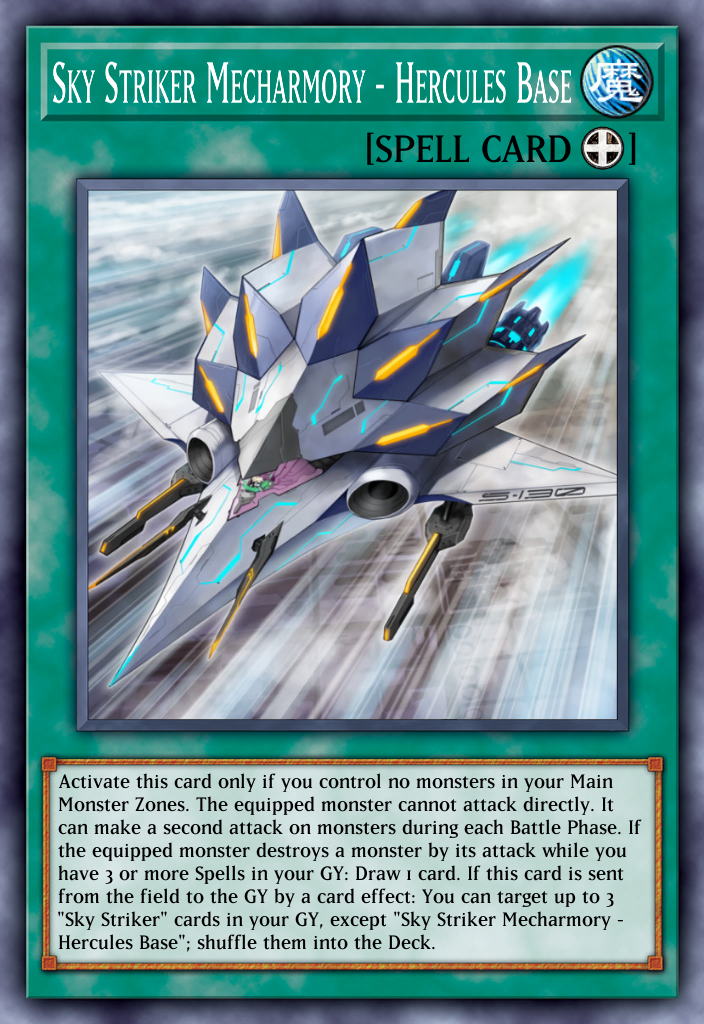 Sky Striker Mecharmory - Hercules Base 魔
[SPELL CARD ]
S-130
Activate this card only if you control no monsters in your Main
Monster Zones. The equipped monster cannot attack directly. It
can make a second attack on monsters during each Battle Phase. If
the equipped monster destroys a monster by its attack while you
have 3 or more Spells in your GY: Draw 1 card. If this card is sent
from the field to the GY by a card effect: You can target up to 3
"Sky Striker" cards in your GY, except "Sky Striker Mecharmory -
Hercules Base"; shuffle them into the Deck.